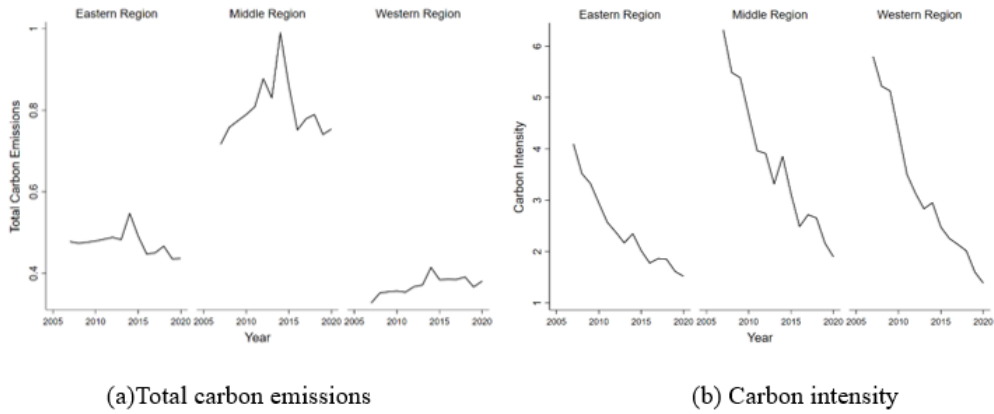 Eastern Region Middle Region Western Region
Total Carbon Emissions
1
0.8
0.6
0.4
2005 2010 2015 2020 2005 2010 2015 2020 2005 2010 2015 2020
Year
(a)Total carbon emissions
Eastern Region Middle Region Western Region
Carbon Intensity
6
5
4
3
2
1
2005 2010 2015 2020 2005 2010 2015 2020 2005 2010 2015 2020
Year
(b) Carbon intensity